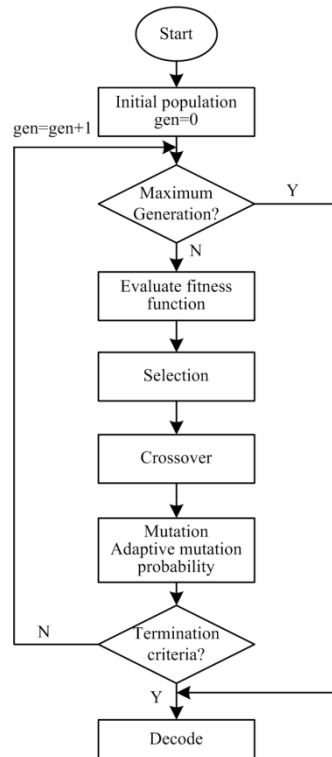 Start
Initial population
gen=0
gen=gen+1
Maximum
Generation?
Y
N
Evaluate fitness
function
Selection
Crossover
Mutation
Adaptive mutation
probability
N
Termination
criteria?
Y
Decode